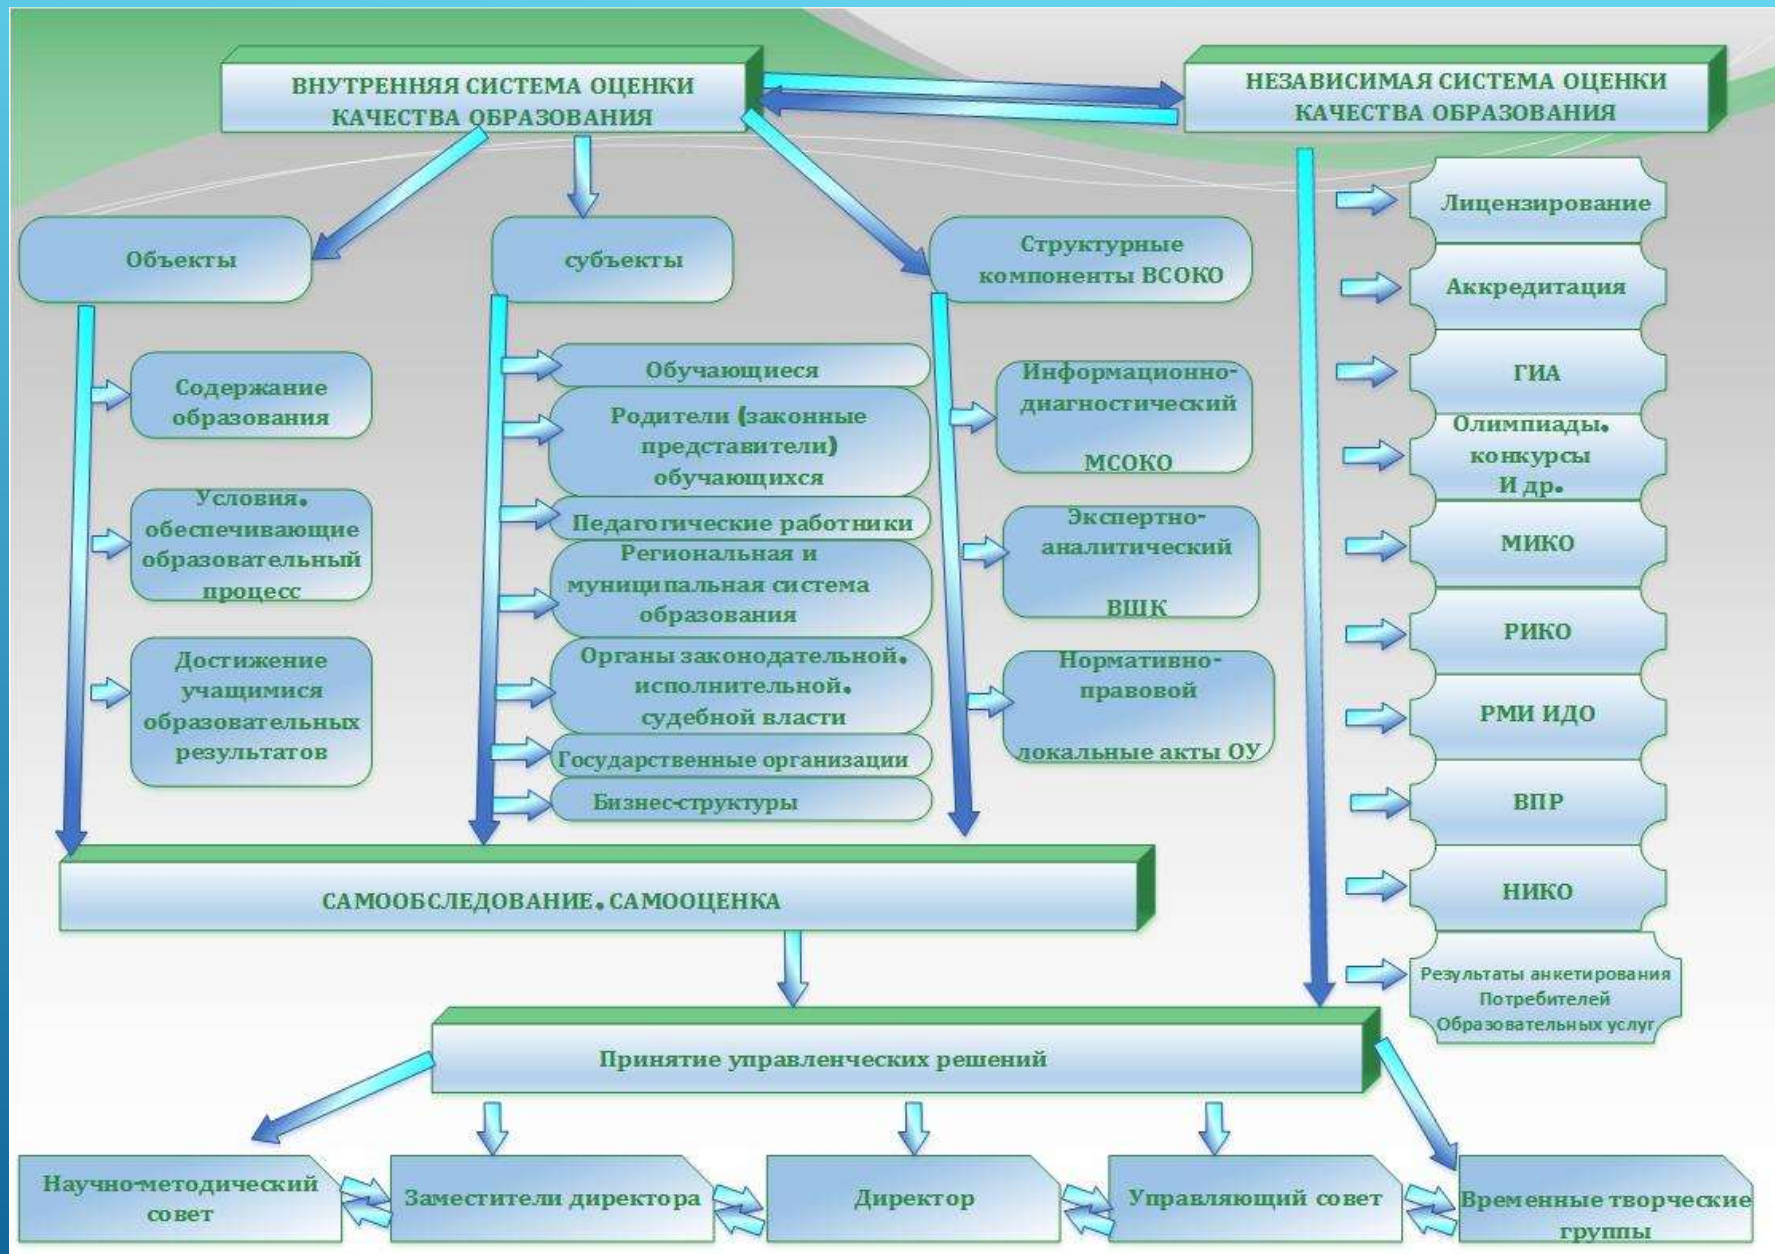 ВНУТРЕННЯЯ СИСТЕМА ОЦЕНКИ
КАЧЕСТВА ОБРАЗОВАНИЯ
НЕЗАВИСИМАЯ СИСТЕМА ОЦЕНКИ
КАЧЕСТВА ОБРАЗОВАНИЯ
Объекты
субъекты
Структурные
компоненты ВСОКО
Содержание
образования
Условия.
обеспечивающие
образовательный
процесс
Достижение
учащимися
образовательных
результатов
Обучающиеся
Родители (законные
представители)
обучающихся
Педагогические работники
Региональная и
муниципальная система
образования
Органы законодательной.
исполнительной.
судебной власти
Государственные организации
Бизнес-структуры
Информационно-
диагностический
МСОКО
Экспертно-
аналитический
ВШК
Нормативно-
правовой
локальные акты ОУ
Лицензирование
Аккредитация
ГИА
Олимпиады.
конкурсы
И др.
МИКО
РИКО
РМИ ИДО
ВПР
НИКО
Результаты анкетирования
Потребителей
Образовательных услуг
САМООБСЛЕДОВАНИЕ. САМООЦЕНКА
Принятие управленческих решений
Научно-методический
совет
Заместители директора
Директор
Управляющий совет
Временные творческие
группы